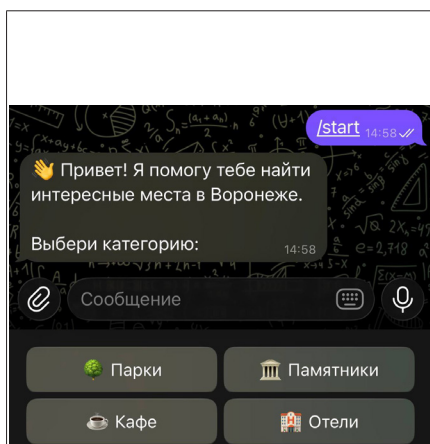 /start 14:58
👋 Привет! Я помогу тебе найти
интересные места в Воронеже.
Выбери категорию:
14:58
Сообщение
🌳 Парки
🏛 Памятники
☕ Кафе
🏨 Отели